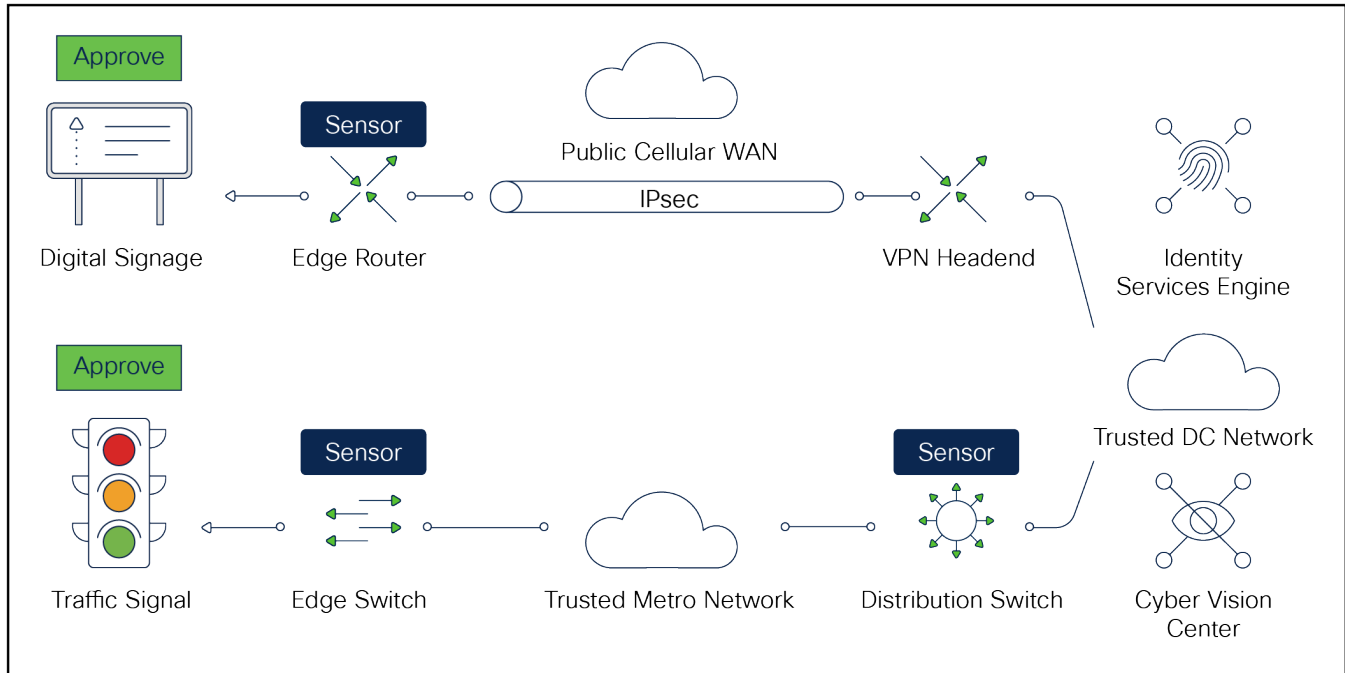 Approve
Sensor
Public Cellular WAN
IPsec
Digital Signage
Edge Router
VPN Headend
Identity
Services Engine
Approve
Sensor
Sensor
Trusted DC Network
Traffic Signal
Edge Switch
Trusted Metro Network
Distribution Switch
Cyber Vision
Center